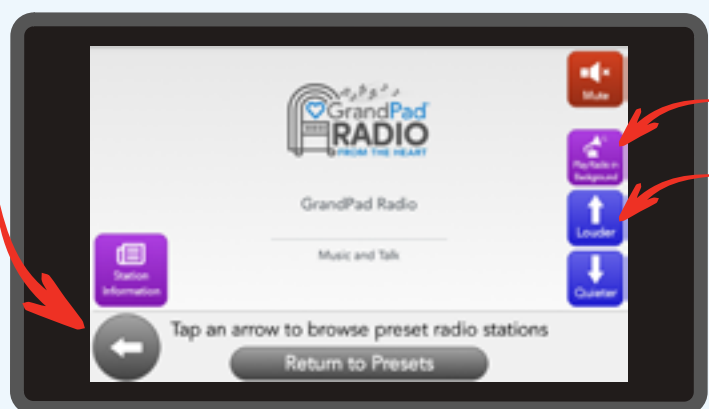 Mute
GrandPad
RADIO
FROM THE HEART
Play Radio in
Background
GrandPad Radio
Louder
Music and Talk
Station
Information
Quieter
Tap an arrow to browse preset radio stations
Return to Presets